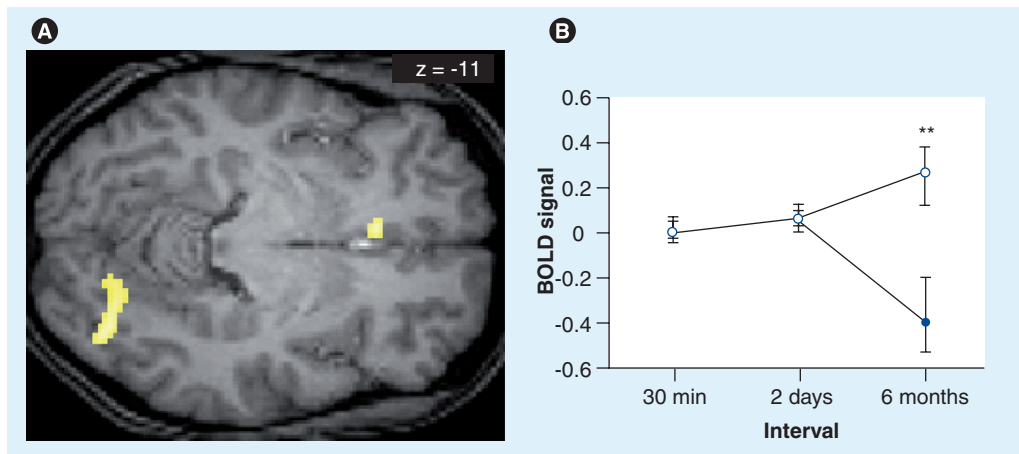 A
z = -11
B
0.6
0.4
0.2
0
-0.2
-0.4
-0.6
BOLD signal
**
30 min
2 days
6 months
Interval